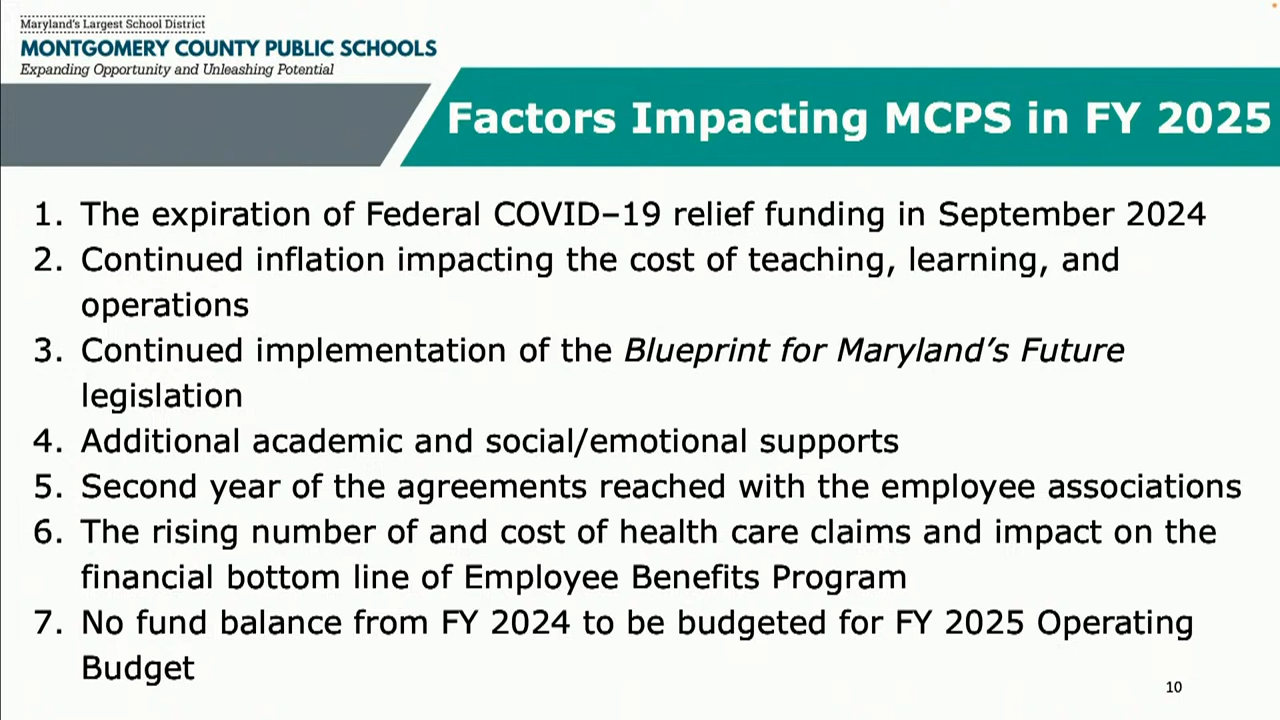 Maryland's Largest School District
MONTGOMERY COUNTY PUBLIC SCHOOLS
Expanding Opportunity and Unleashing Potential
Factors Impacting MCPS in FY 2025
1. The expiration of Federal COVID–19 relief funding in September 2024
2. Continued inflation impacting the cost of teaching, learning, and
operations
3. Continued implementation of the Blueprint for Maryland's Future
legislation
4. Additional academic and social/emotional supports
5. Second year of the agreements reached with the employee associations
6. The rising number of and cost of health care claims and impact on the
financial bottom line of Employee Benefits Program
7. No fund balance from FY 2024 to be budgeted for FY 2025 Operating
Budget
10